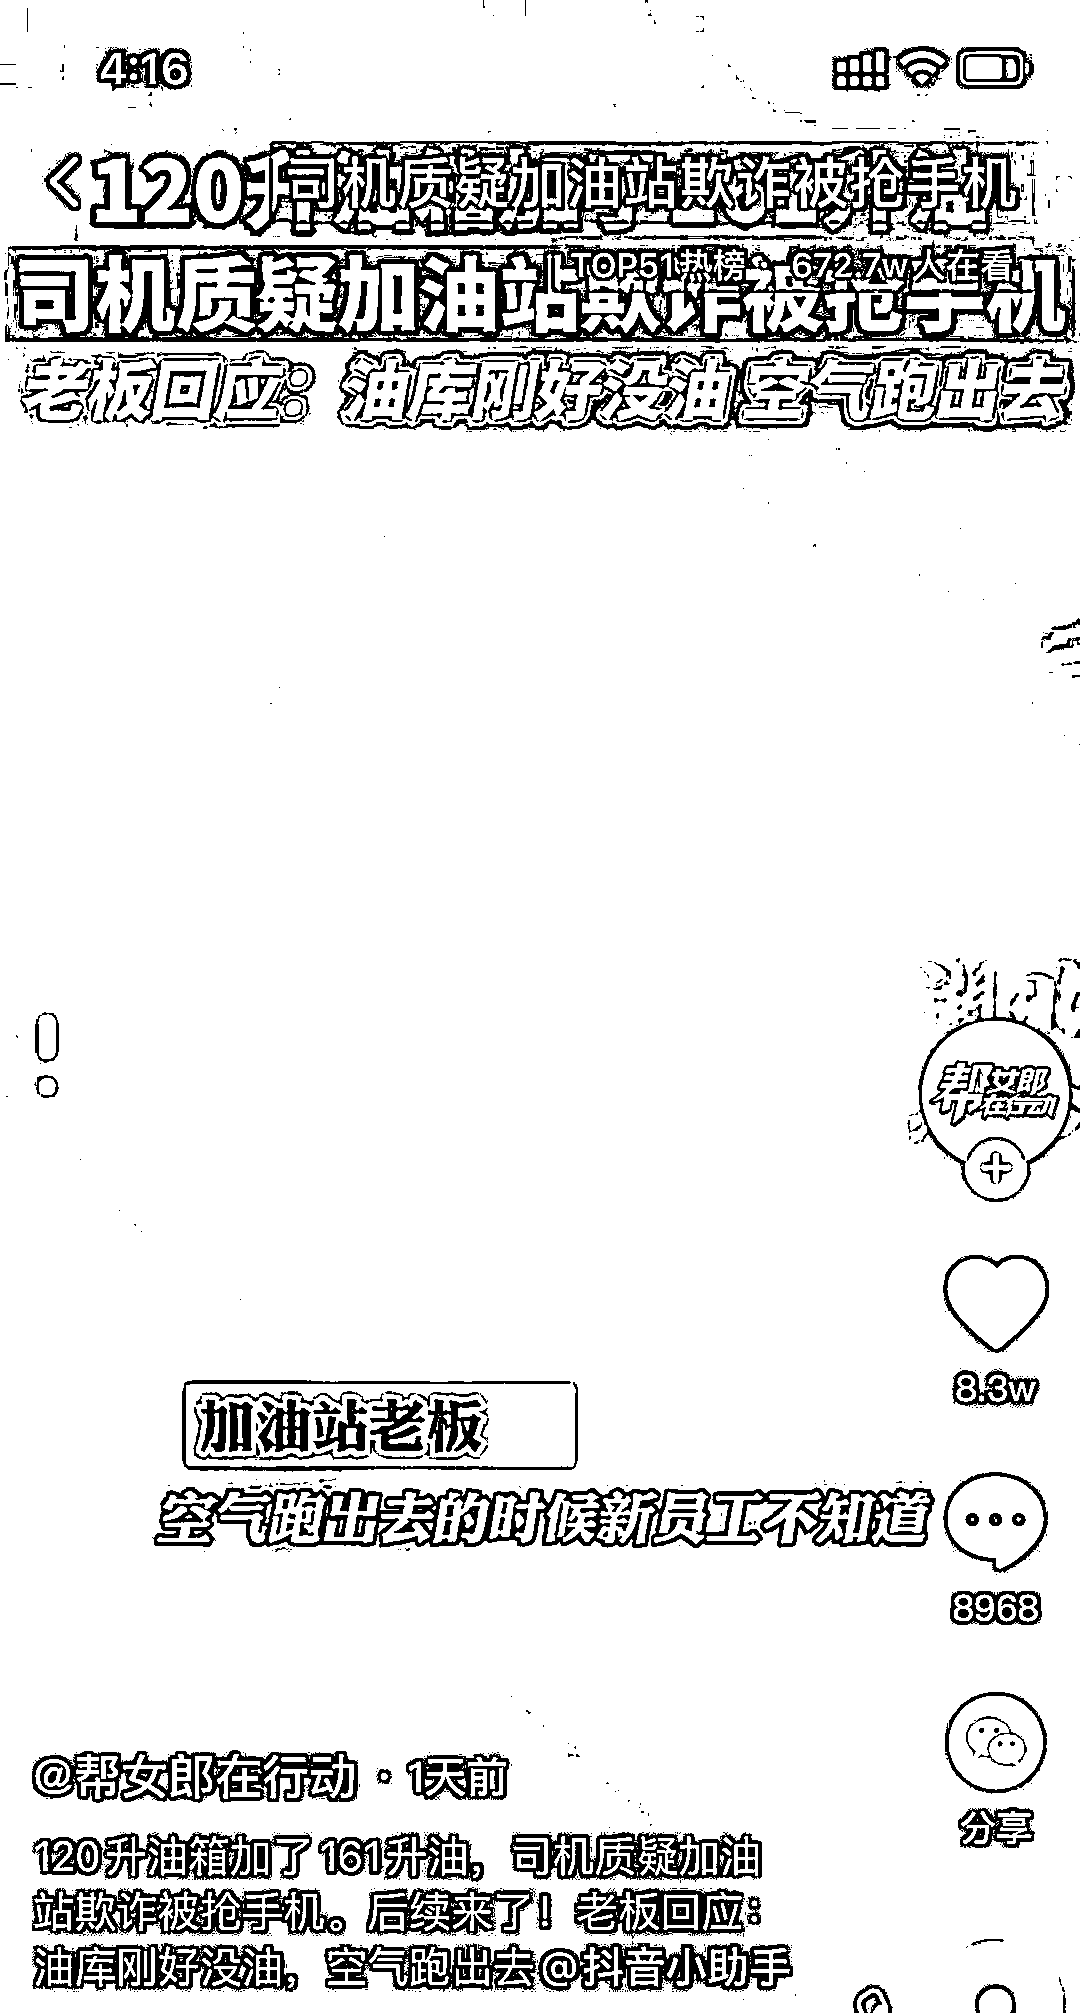 4:16
司机质疑加油站欺诈被抢手机
120升
TOP51热榜· 672.7w人在看
司机质疑加油站欺诈被抢手机
老板回应：油库刚好没油 空气跑出去
帮女郎
在行动
8.3w
加油站老板
空气跑出去的时候新员工不知道
8968
分享
@帮女郎在行动 · 1天前
120升油箱加了161升油，司机质疑加油
站欺诈被抢手机。后续来了！老板回应：
油库刚好没油，空气跑出去@抖音小助手